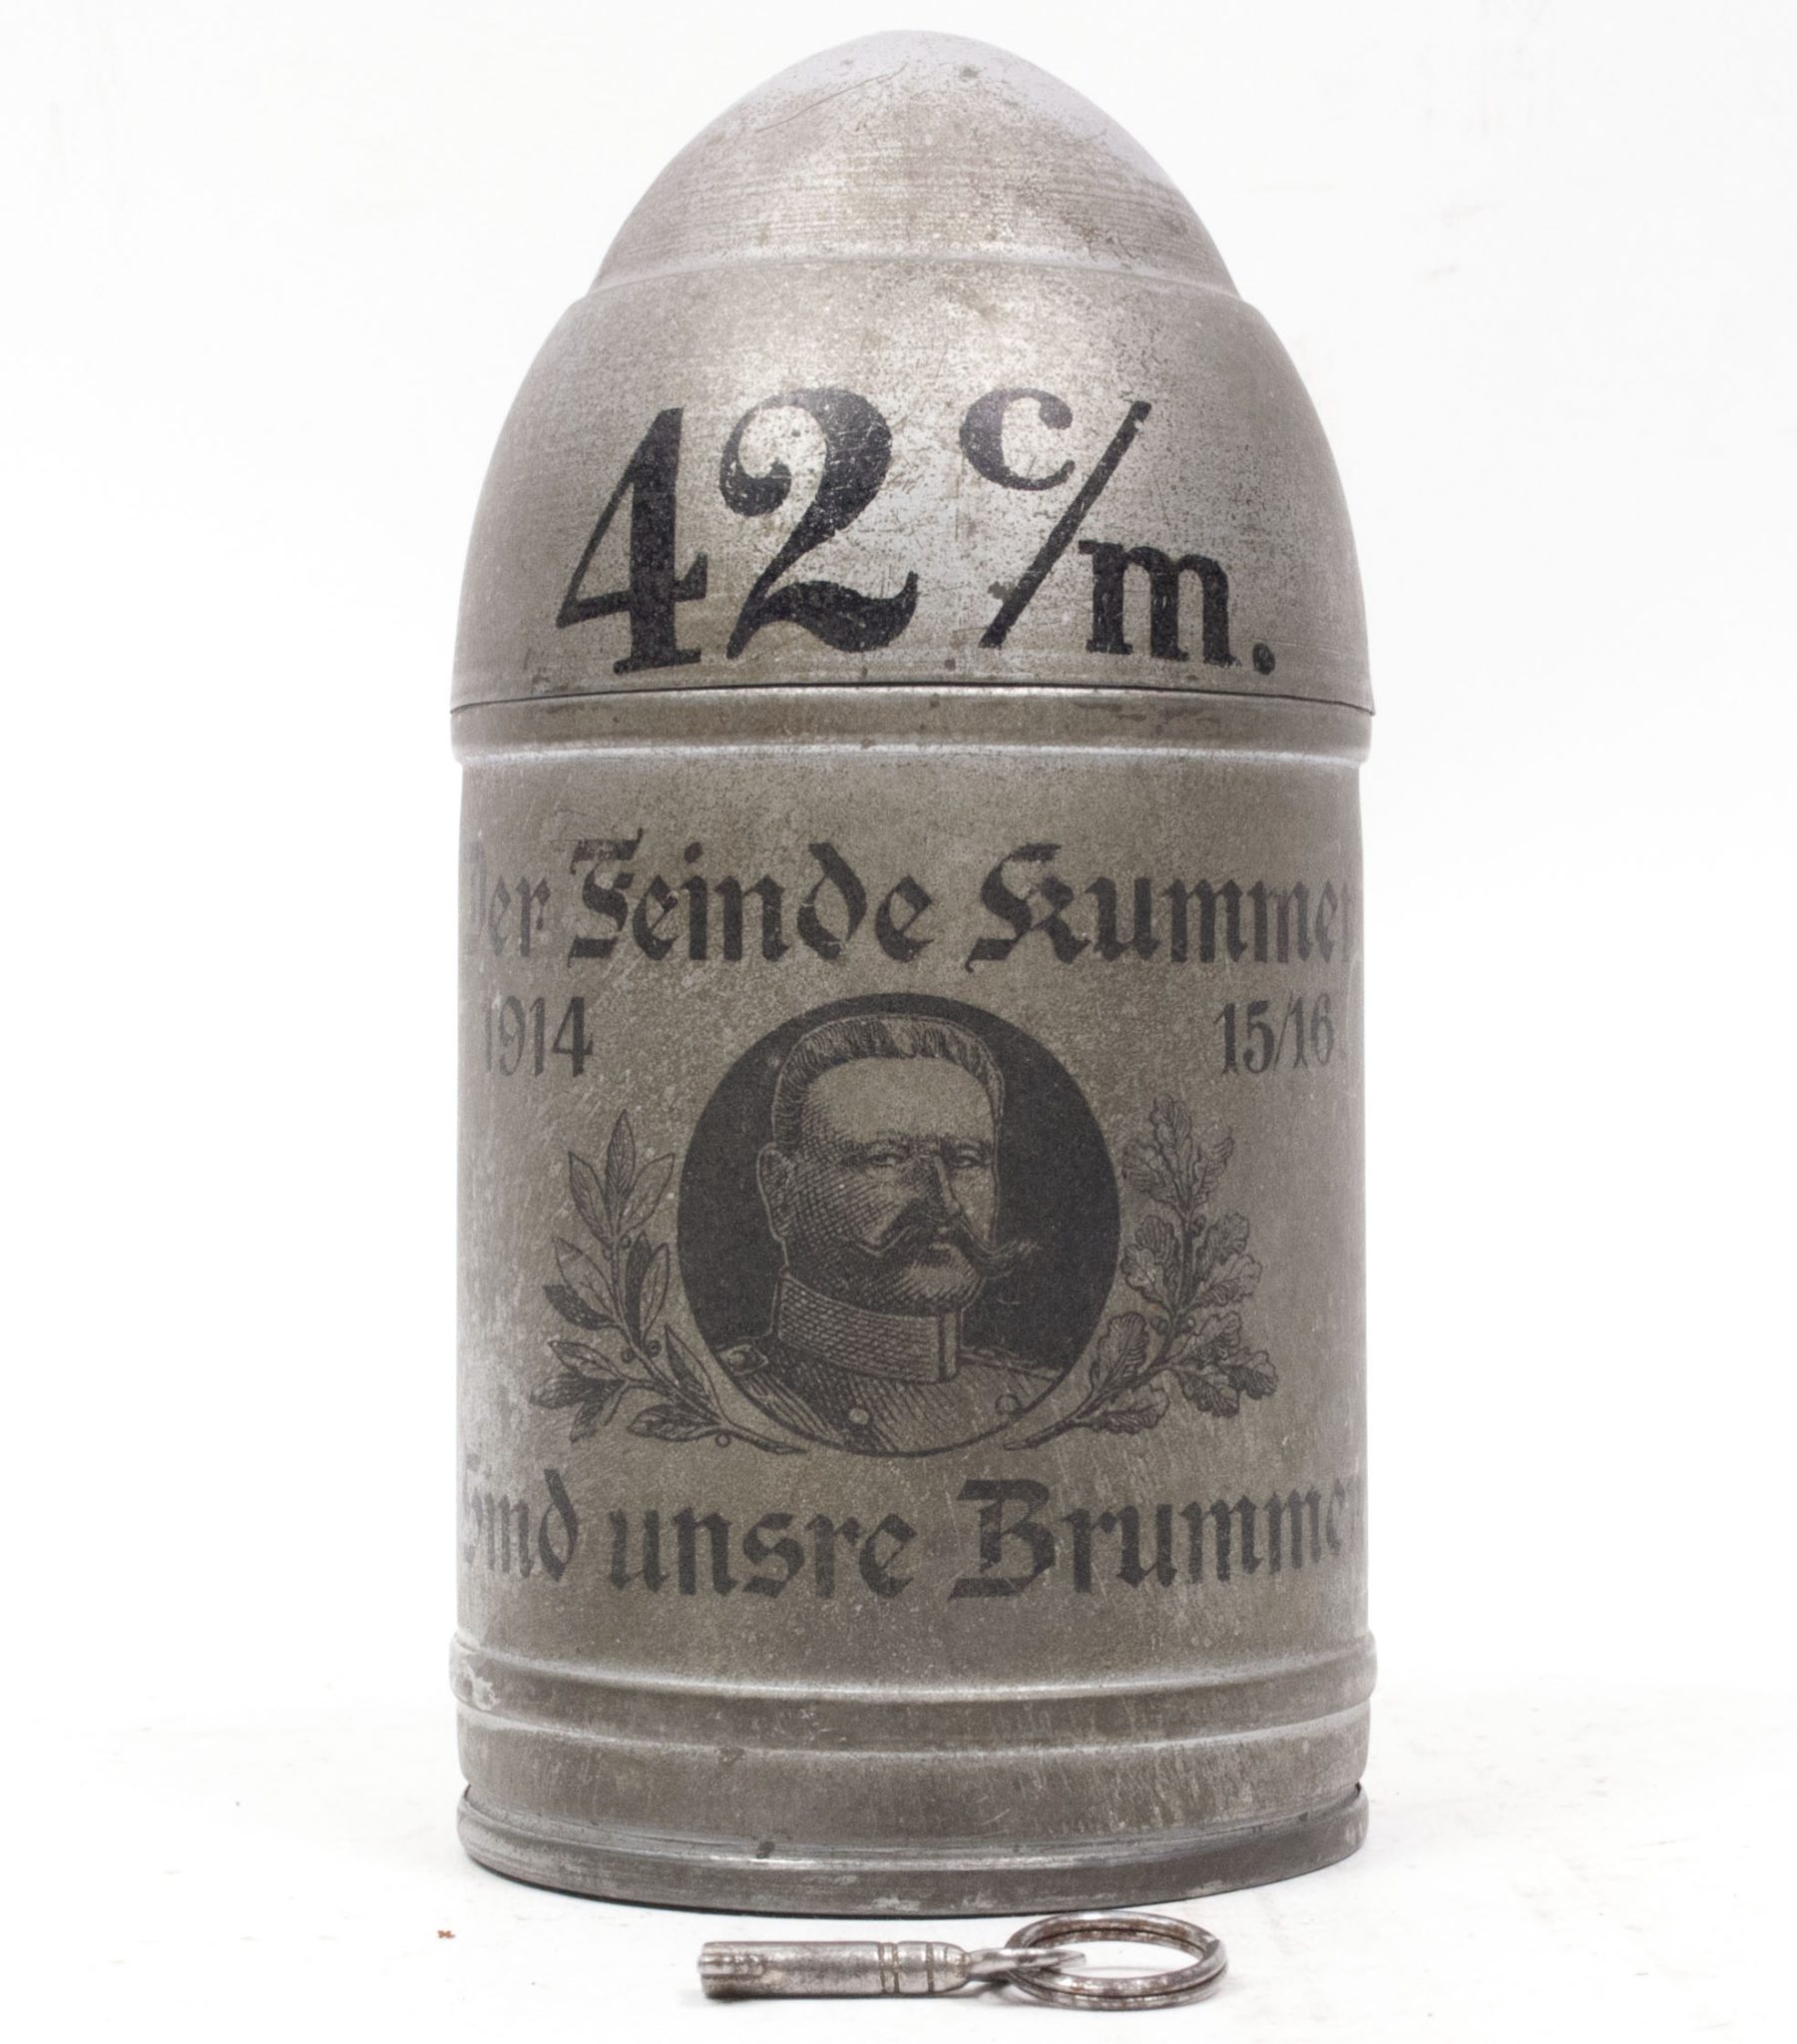 42 c/m.
Der Feinde Kummer
1914 15/16
Sind unsre Brummer